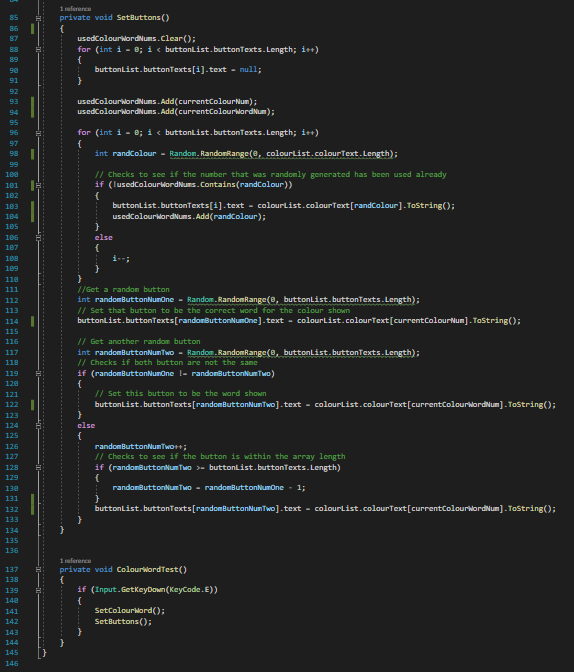 1 reference
85 private void SetButtons()
86 {
87 usedColourWordNums.Clear();
88 for (int i = 0; i < buttonList.buttonTexts.Length; i++)
89 {
90 buttonList.buttonTexts[i].text = null;
91 }
92
93 usedColourWordNums.Add(currentColourNum);
94 usedColourWordNums.Add(currentColourWordNum);
95
96 for (int i = 0; i < buttonList.buttonTexts.Length; i++)
97 {
98 int randColour = Random.RandomRange(0, colourList.colourText.Length);
99
100 // Checks to see if the number that was randomly generated has been used already
101 if (!usedColourWordNums.Contains(randColour))
102 {
103 buttonList.buttonTexts[i].text = colourList.colourText[randColour].ToString();
104 usedColourWordNums.Add(randColour);
105 }
106 else
107 {
108 i--;
109 }
110 }
111 //Get a random button
112 int randomButtonNumOne = Random.RandomRange(0, buttonList.buttonTexts.Length);
113 // Set that button to be the correct word for the colour shown
114 buttonList.buttonTexts[randomButtonNumOne].text = colourList.colourText[currentColourNum].ToString();
115
116 // Get another random button
117 int randomButtonNumTwo = Random.RandomRange(0, buttonList.buttonTexts.Length);
118 // Checks if both button are not the same
119 if (randomButtonNumOne != randomButtonNumTwo)
120 {
121 // Set this button to be the word shown
122 buttonList.buttonTexts[randomButtonNumTwo].text = colourList.colourText[currentColourWordNum].ToString();
123 }
124 else
125 {
126 randomButtonNumTwo++;
127 // Checks to see if the button is within the array length
128 if (randomButtonNumTwo >= buttonList.buttonTexts.Length)
129 {
130 randomButtonNumTwo = randomButtonNumOne - 1;
131 }
132 buttonList.buttonTexts[randomButtonNumTwo].text = colourList.colourText[currentColourWordNum].ToString();
133 }
134 }
135
136
1 reference
137 private void ColourWordTest()
138 {
139 if (Input.GetKeyDown(KeyCode.E))
140 {
141 SetColourWord();
142 SetButtons();
143 }
144 }
145 }
146